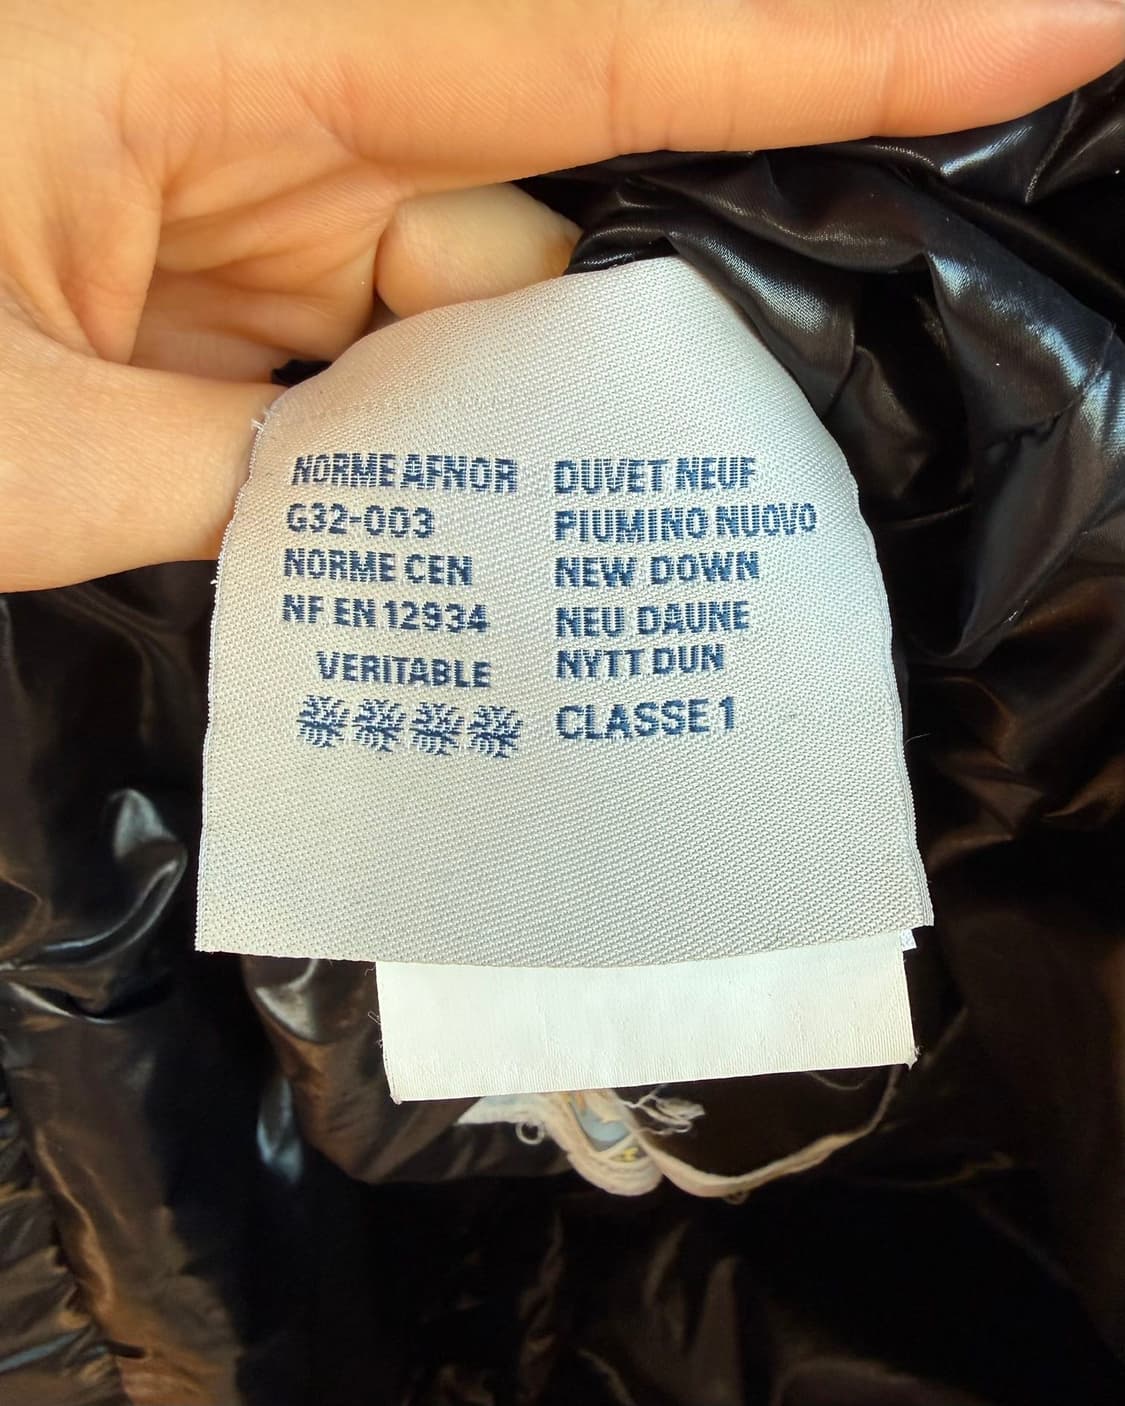 NORME AFNOR
G32-003
NORME CEN
NF EN 12934
VERITABLE
DUVET NEUF
PIUMINO NUOVO
NEW DOWN
NEU DAUNE
NYTT DUN
CLASSE 1